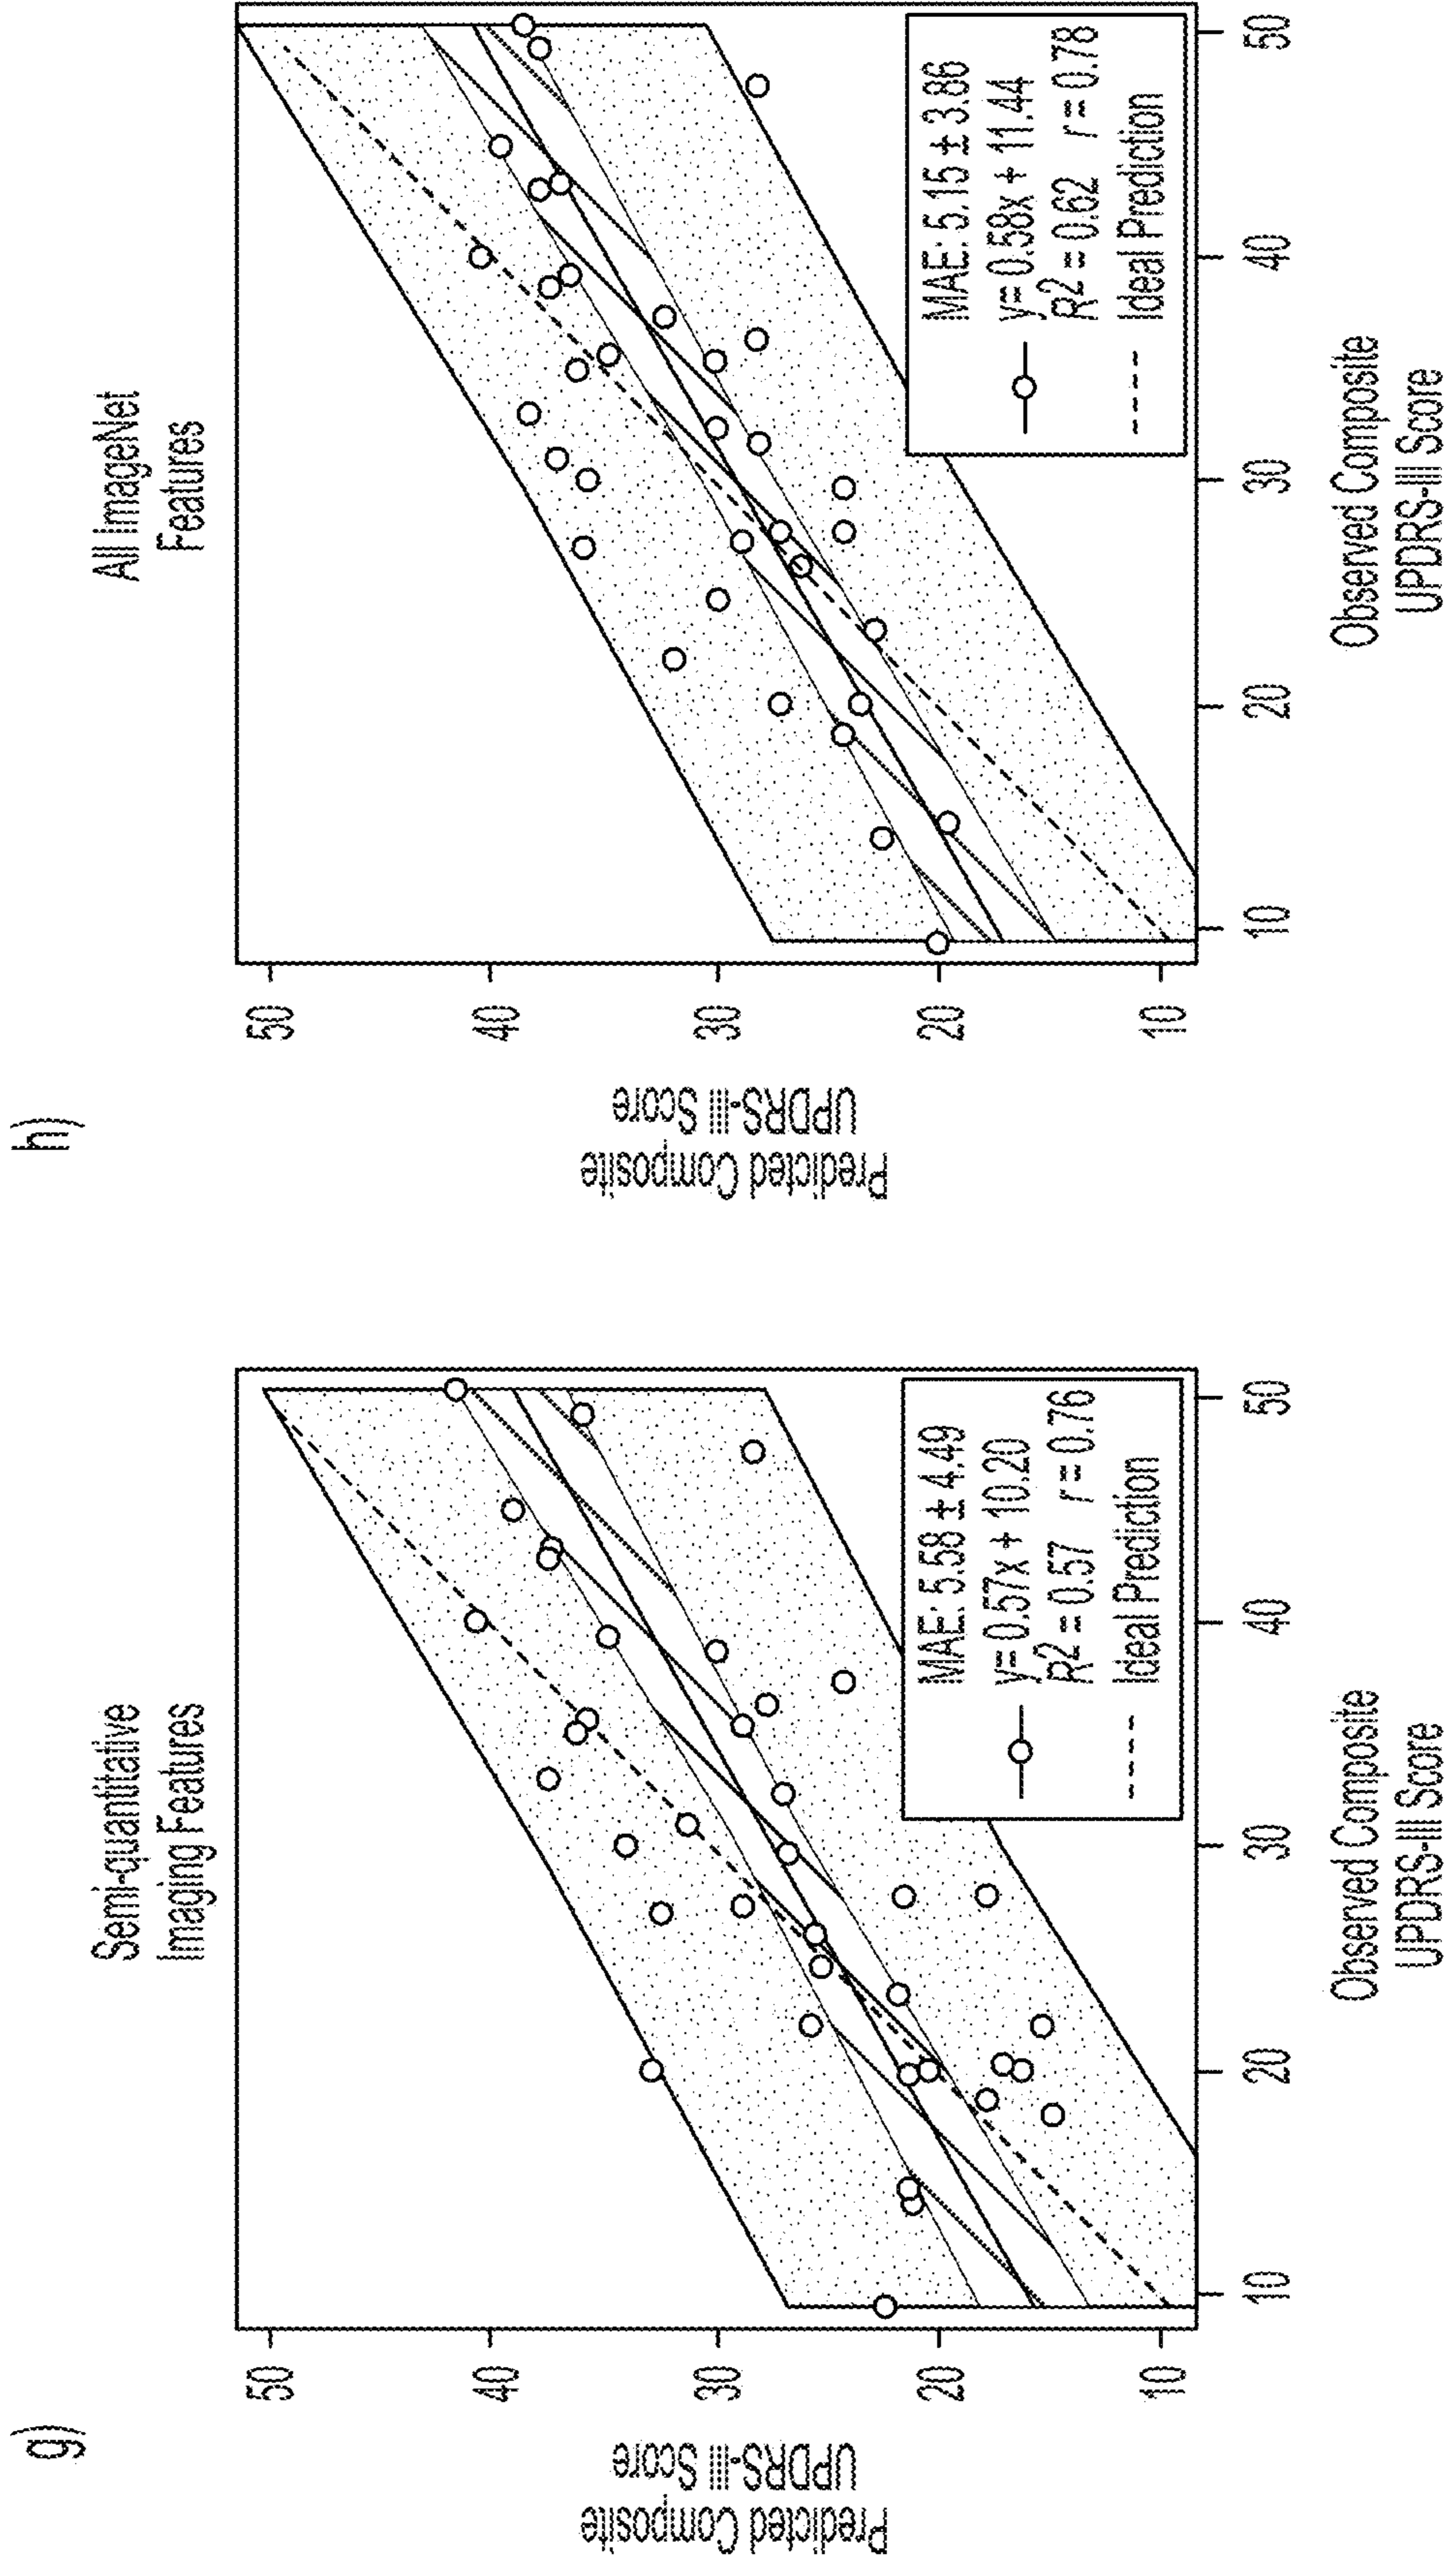 g)
Semi-quantitative
Imaging Features
Predicted Composite
UPDRS-III Score
50
40
30
20
10
MAE: 5.58 ± 4.49
y= 0.57x + 10.20
R² = 0.57 r = 0.76
Ideal Prediction
10
20
30
40
50
Observed Composite
UPDRS-III Score
h)
All ImageNet
Features
Predicted Composite
UPDRS-III Score
50
40
30
20
10
MAE: 5.15 ± 3.86
y= 0.58x + 11.44
R² = 0.62 r = 0.78
Ideal Prediction
10
20
30
40
50
Observed Composite
UPDRS-III Score